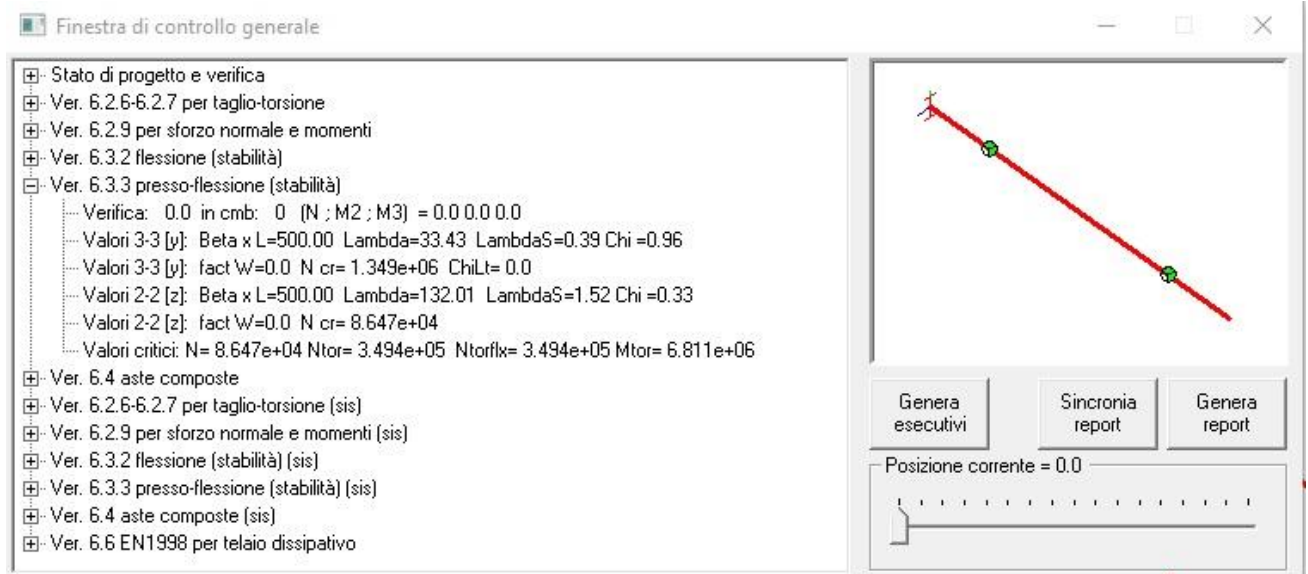 Finestra di controllo generale
Stato di progetto e verifica
Ver. 6.2.6-6.2.7 per taglio-torsione
Ver. 6.2.9 per sforzo normale e momenti
Ver. 6.3.2 flessione (stabilità)
Ver. 6.3.3 presso-flessione (stabilità)
Verifica: 0.0 in cmb: 0 (N ; M2 ; M3) = 0.0 0.0 0.0
Valori 3-3 [y]: Beta x L=500.00 Lambda=33.43 LambdaS=0.39 Chi =0.96
Valori 3-3 [y]: fact W=0.0 N cr= 1.349e+06 ChiLt= 0.0
Valori 2-2 [z]: Beta x L=500.00 Lambda=132.01 LambdaS=1.52 Chi =0.33
Valori 2-2 [z]: fact W=0.0 N cr= 8.647e+04
Valori critici: N= 8.647e+04 Ntor= 3.494e+05 Ntorflx= 3.494e+05 Mtor= 6.811e+06
Ver. 6.4 aste composte
Ver. 6.2.6-6.2.7 per taglio-torsione (sis)
Ver. 6.2.9 per sforzo normale e momenti (sis)
Ver. 6.3.2 flessione (stabilità) (sis)
Ver. 6.3.3 presso-flessione (stabilità) (sis)
Ver. 6.4 aste composte (sis)
Ver. 6.6 EN1998 per telaio dissipativo
Genera
esecutivi
Sincronia
report
Genera
report
Posizione corrente = 0.0